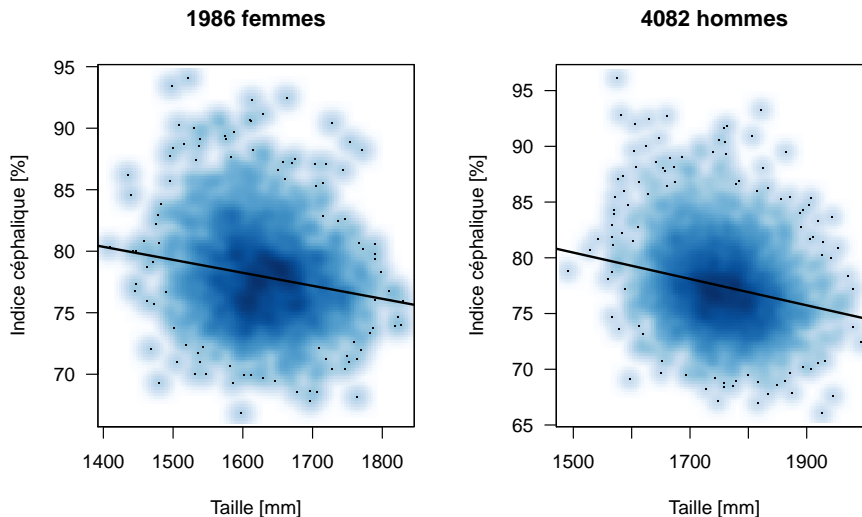 1986 femmes
Indice céphalique [%]
95
90
85
80
75
70
1400 1500 1600 1700 1800
Taille [mm]
4082 hommes
Indice céphalique [%]
95
90
85
80
75
70
65
1500 1700 1900
Taille [mm]